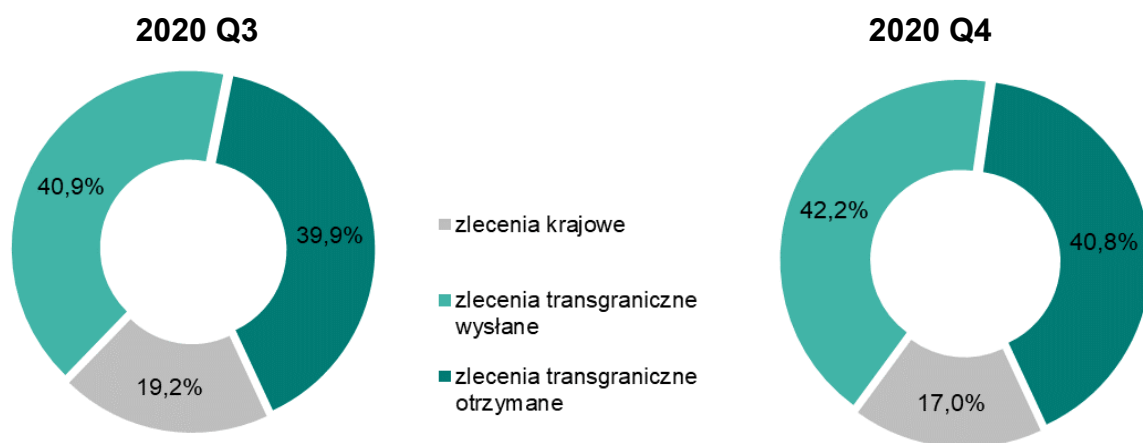 2020 Q3
40,9%
39,9%
19,2%
zlecenia krajowe
zlecenia transgraniczne
wysłane
zlecenia transgraniczne
otrzymane
2020 Q4
42,2%
40,8%
17,0%